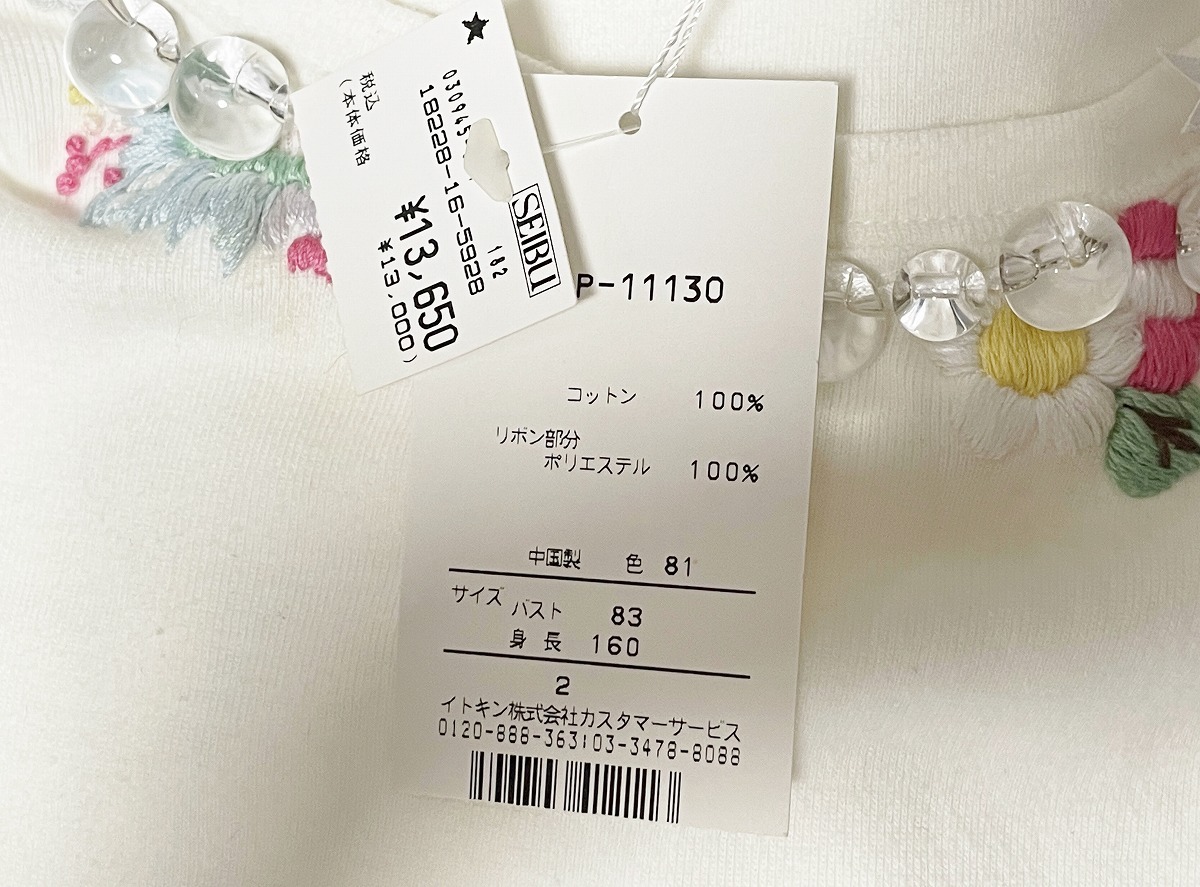 SEIBU
182
18228-16-5928
税込
¥13,650
(本体価格
¥13,000)
P-11130
コットン 100%
リボン部分
ポリエステル 100%
中国製 色 81
サイズ バスト 83
身長 160
2
イトキン株式会社カスタマーサービス
0120-888-363:03-3478-8088